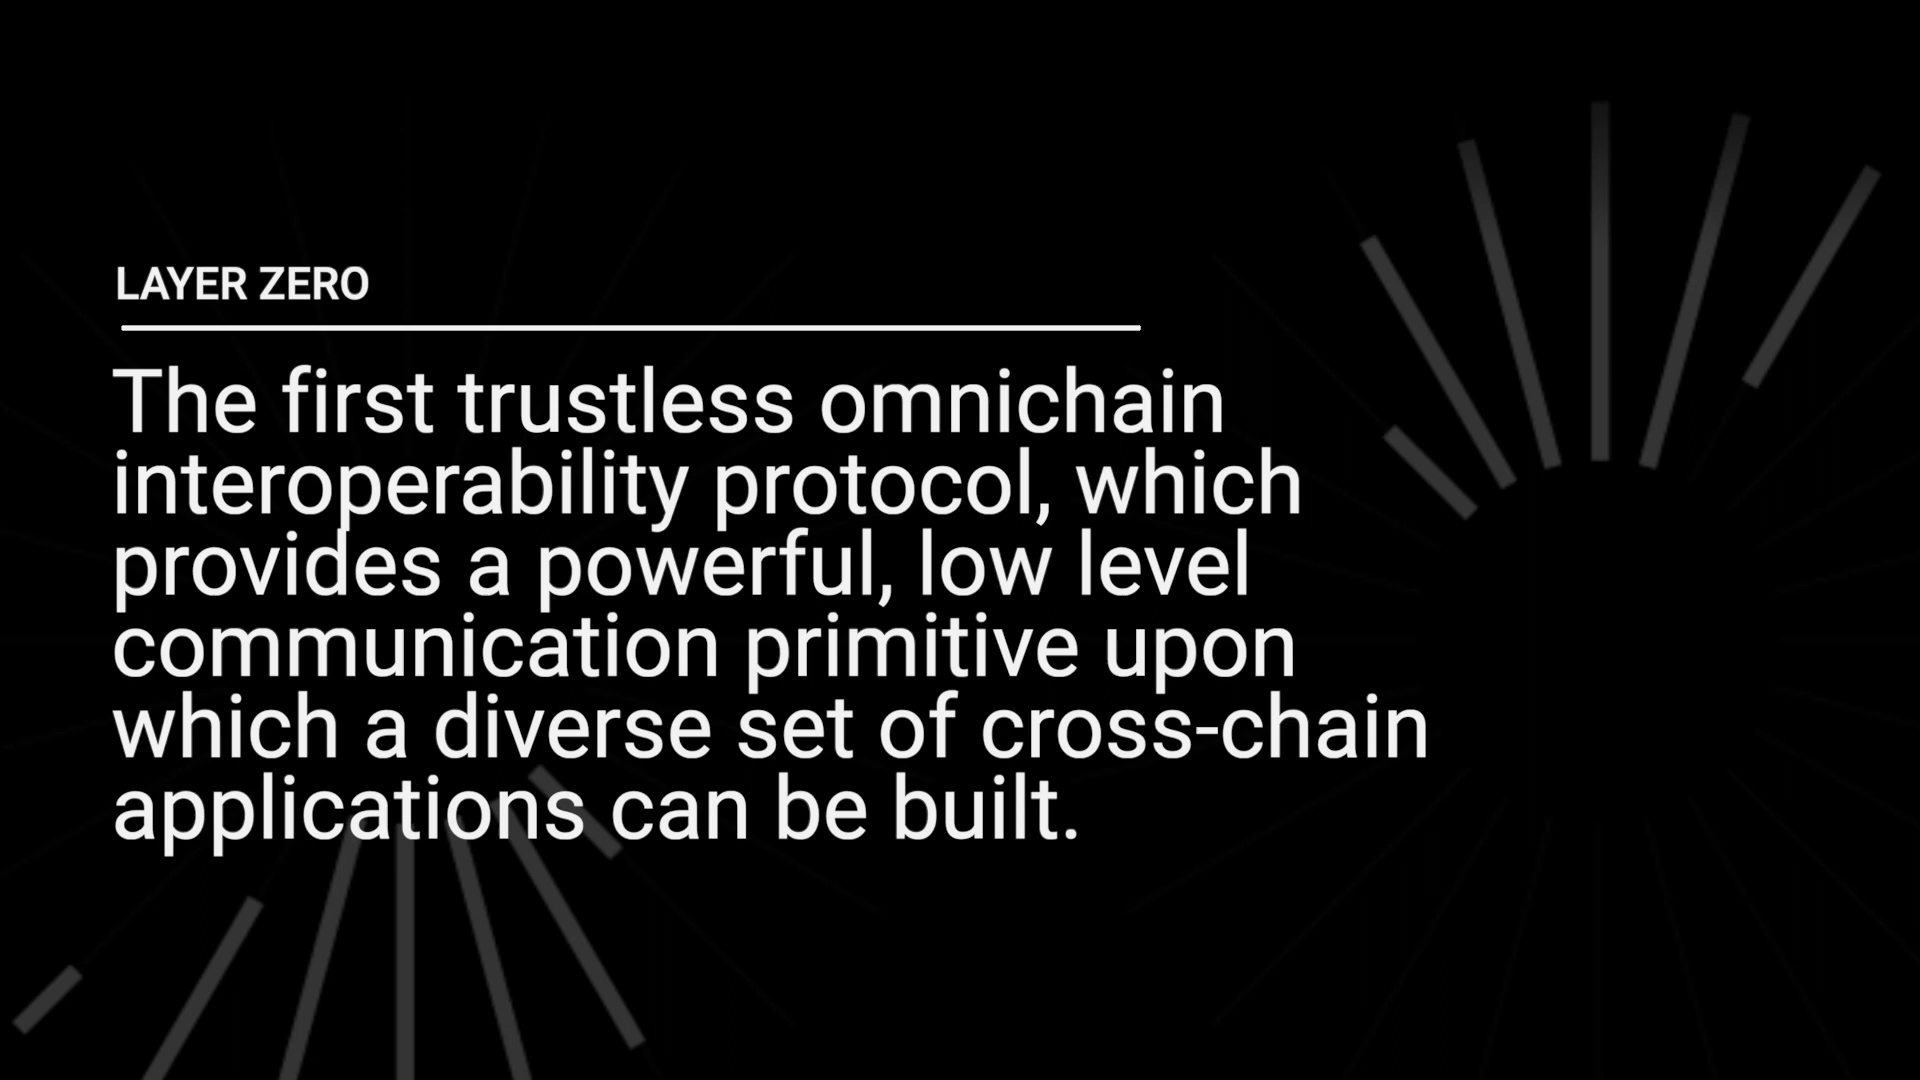 LAYER ZERO
The first trustless omnichain
interoperability protocol, which
provides a powerful, low level
communication primitive upon
which a diverse set of cross-chain
applications can be built.